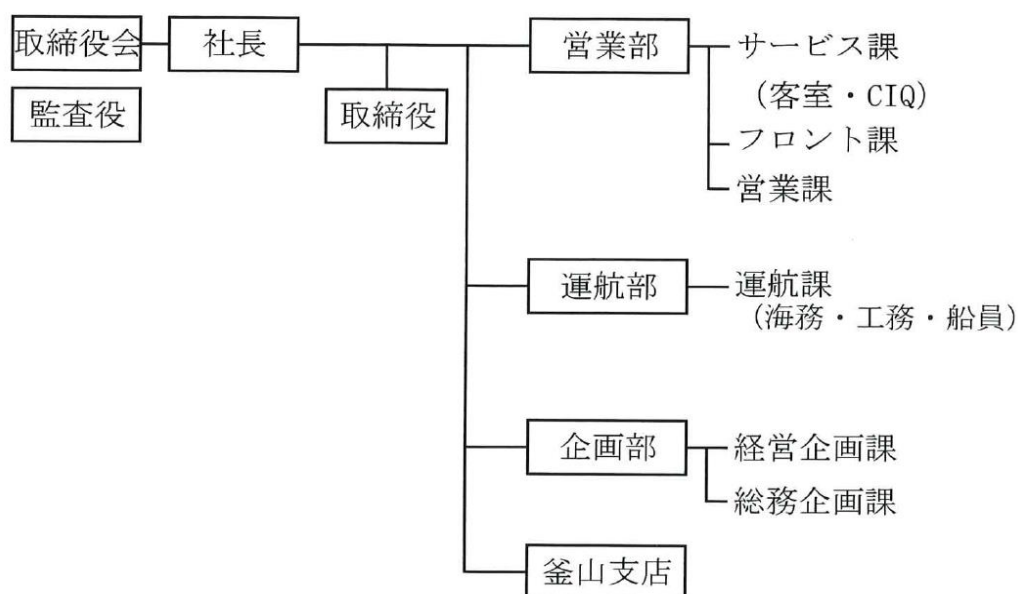 取締役会
社長
営業部
サービス課
（客室・CIQ）
監査役
取締役
フロント課
営業課
運航部
運航課
（海務・工務・船員）
企画部
経営企画課
総務企画課
釜山支店